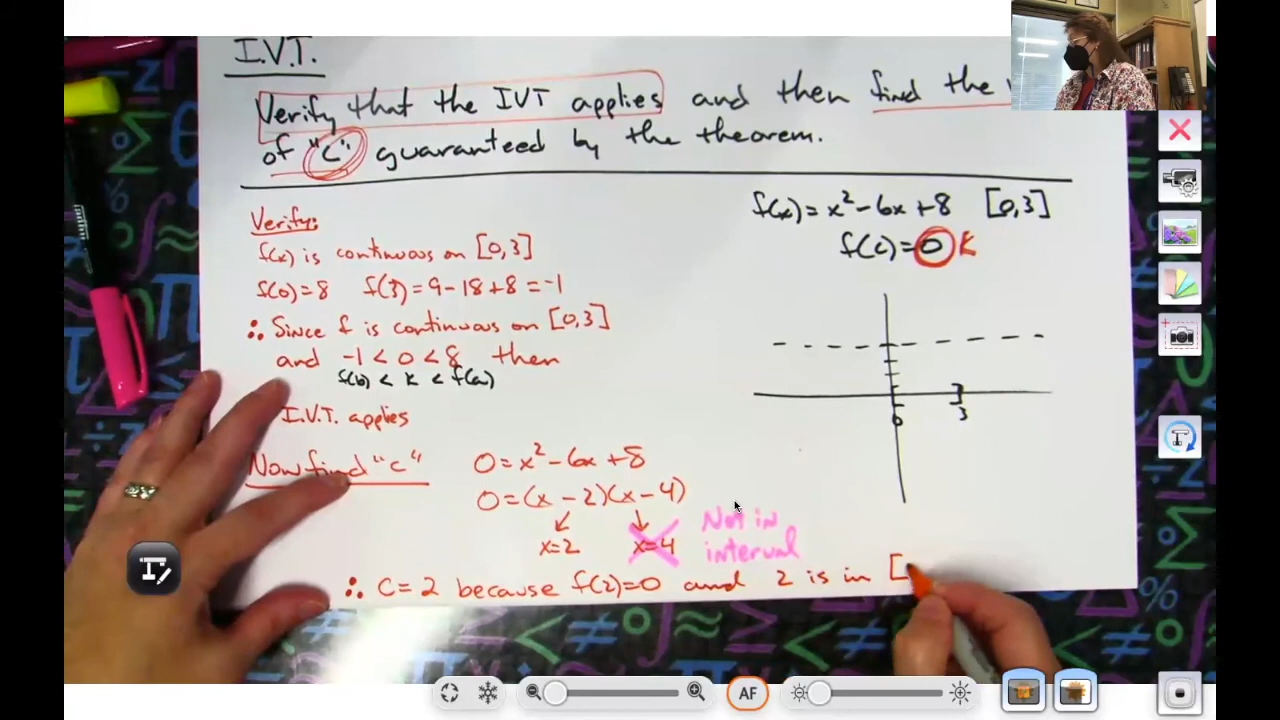 I.V.T.
Verify that the IVT applies and then find the
of "c" guaranteed by the theorem.
f(x) = x² - 6x + 8 [0,3]
f(c) = 0 K
Verify:
f(x) is continuous on [0,3]
f(0) = 8 f(3) = 9 - 18 + 8 = -1
∴ Since f is continuous on [0,3]
and -1 < 0 < 8 then
f(b) < K < f(a)
I.V.T. applies
0 3
Now find "c"
0 = x² - 6x + 8
0 = (x - 2)(x - 4)
x=2 x=4
Not in
interval
∴ c = 2 because f(2)=0 and 2 is in [
AF